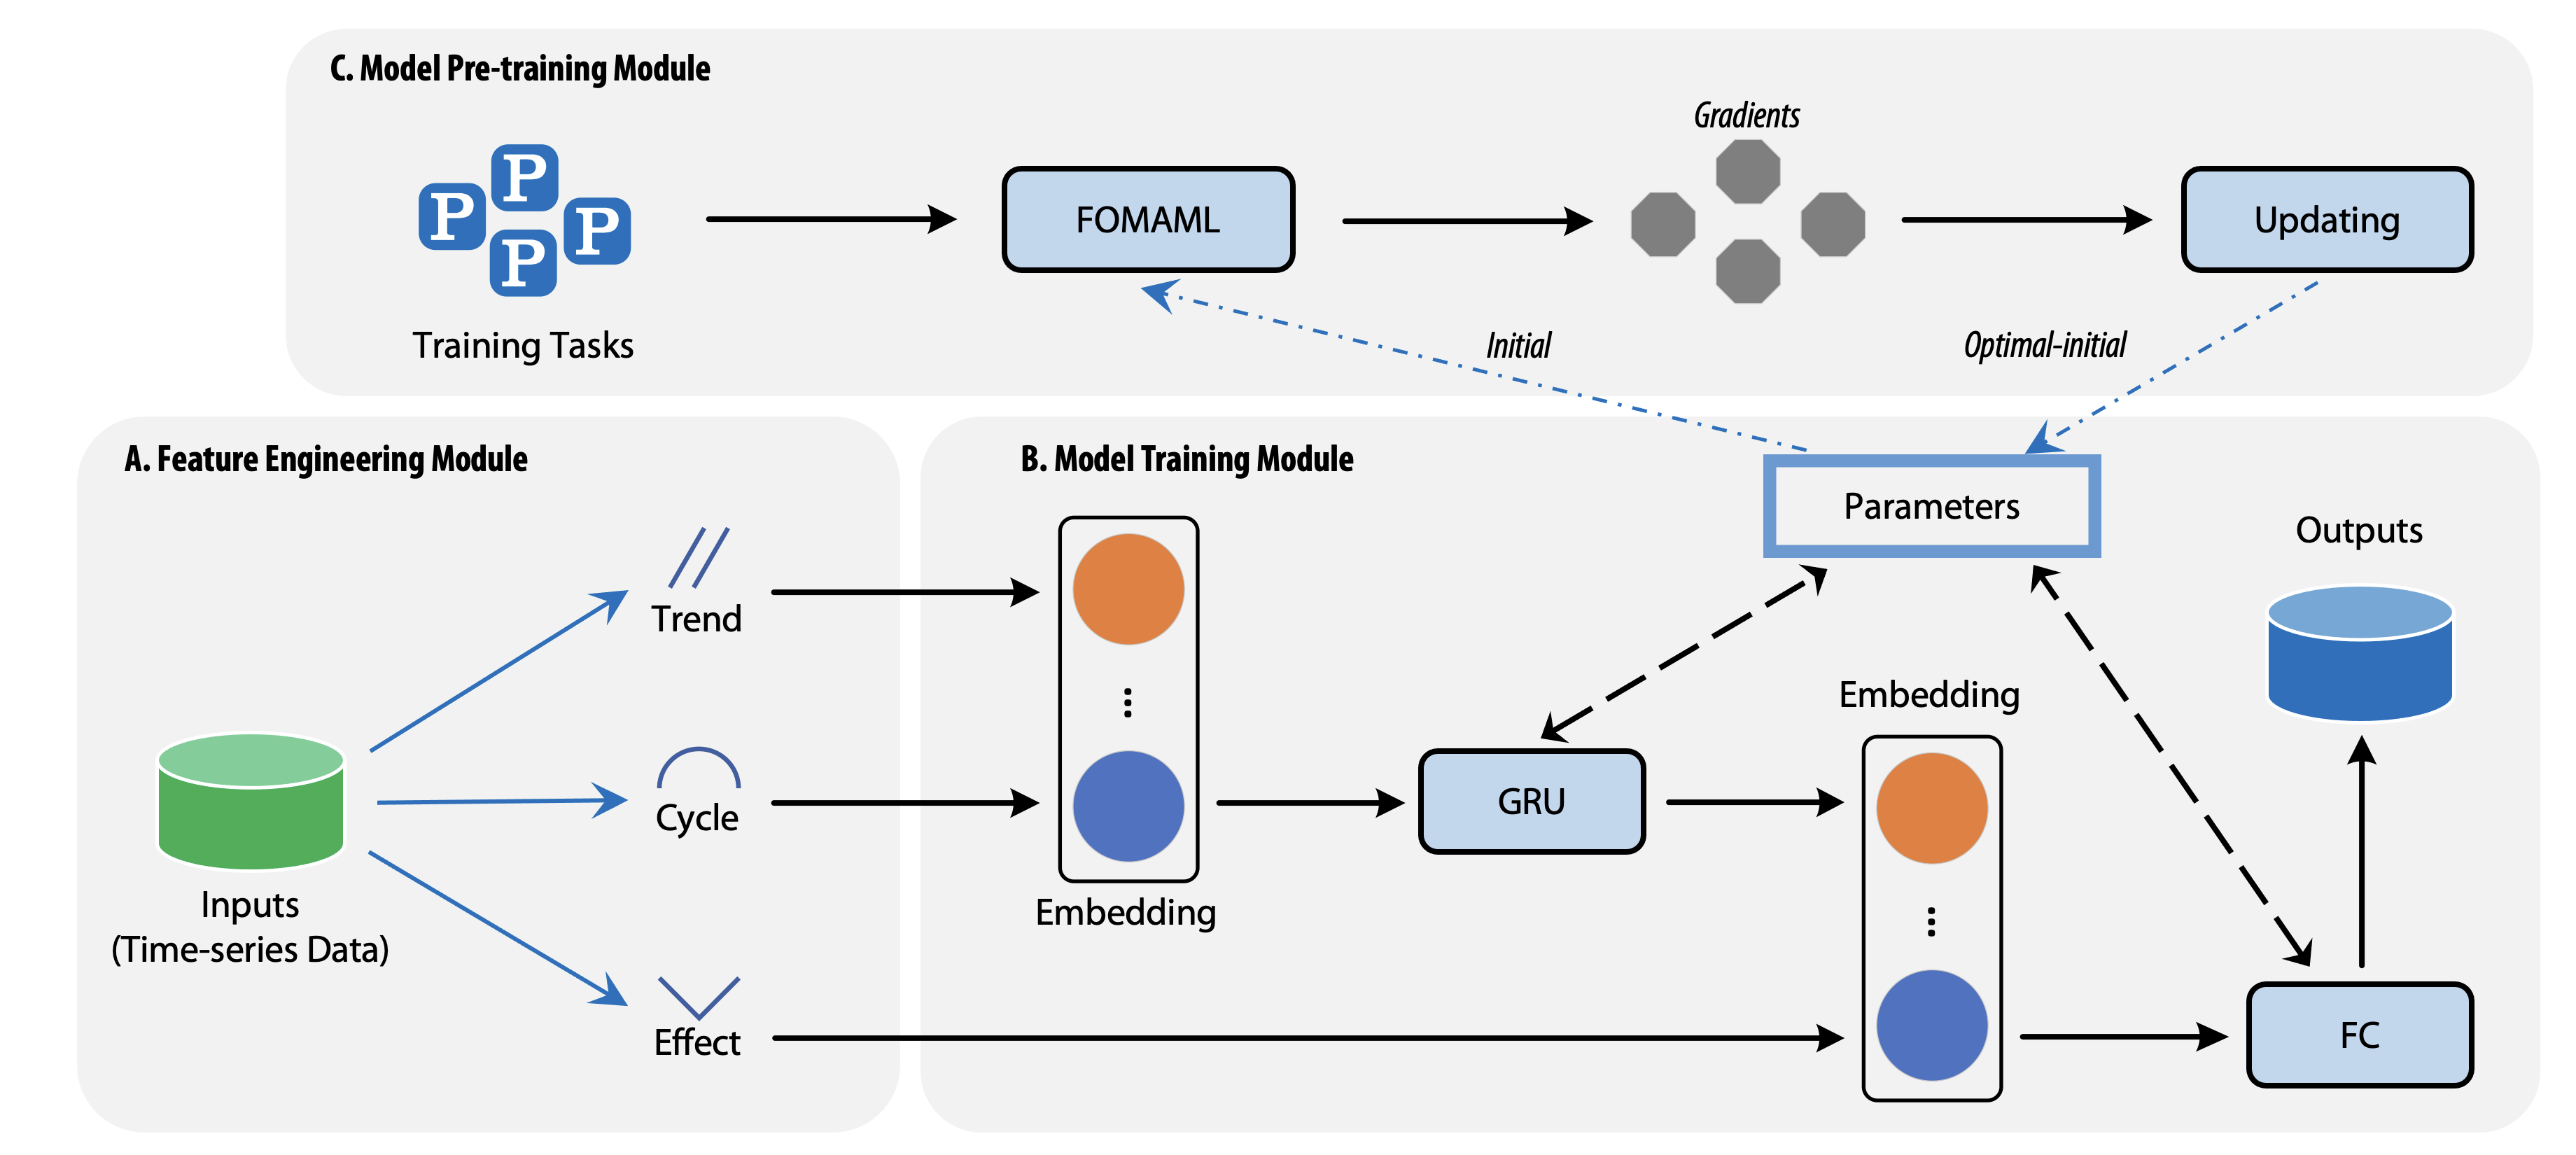 C. Model Pre-training Module
Gradients
P
P
P
P
FOMAML
Updating
Training Tasks
Initial
Optimal-initial
A. Feature Engineering Module
B. Model Training Module
Parameters
Outputs
Trend
Embedding
Cycle
GRU
Inputs
(Time-series Data)
Embedding
Effect
FC